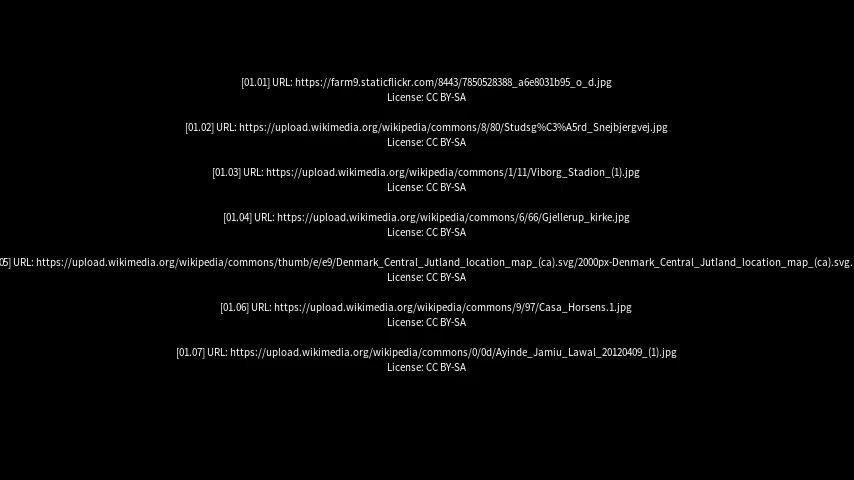 [01.01] URL: https://farm9.staticflickr.com/8443/7850528388_a6e8031b95_o_d.jpg
License: CC BY-SA
[01.02] URL: https://upload.wikimedia.org/wikipedia/commons/8/80/Studsg%C3%A5rd_Snejbjergvej.jpg
License: CC BY-SA
[01.03] URL: https://upload.wikimedia.org/wikipedia/commons/1/11/Viborg_Stadion_(1).jpg
License: CC BY-SA
[01.04] URL: https://upload.wikimedia.org/wikipedia/commons/6/66/Gjellerup_kirke.jpg
License: CC BY-SA
05] URL: https://upload.wikimedia.org/wikipedia/commons/thumb/e/e9/Denmark_Central_Jutland_location_map_(ca).svg/2000px-Denmark_Central_Jutland_location_map_(ca).svg.
License: CC BY-SA
[01.06] URL: https://upload.wikimedia.org/wikipedia/commons/9/97/Casa_Horsens.1.jpg
License: CC BY-SA
[01.07] URL: https://upload.wikimedia.org/wikipedia/commons/0/0d/Ayinde_Jamiu_Lawal_20120409_(1).jpg
License: CC BY-SA